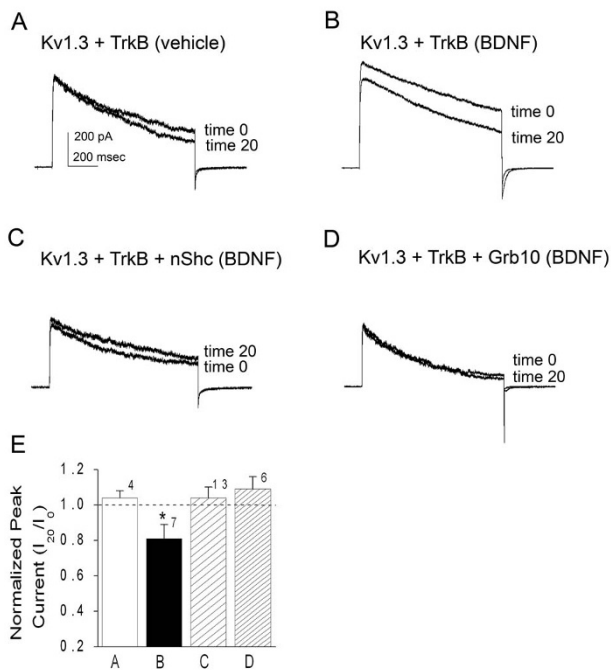 A
Kv1.3 + TrkB (vehicle)
time 0
time 20
200 pA
200 msec
B
Kv1.3 + TrkB (BDNF)
time 0
time 20
C
Kv1.3 + TrkB + nShc (BDNF)
time 20
time 0
D
Kv1.3 + TrkB + Grb10 (BDNF)
time 0
time 20
E
Normalized Peak
Current (I20/I0)
1.2
1.0
0.8
0.6
0.4
0.2
4
* 7
13
6
A B C D